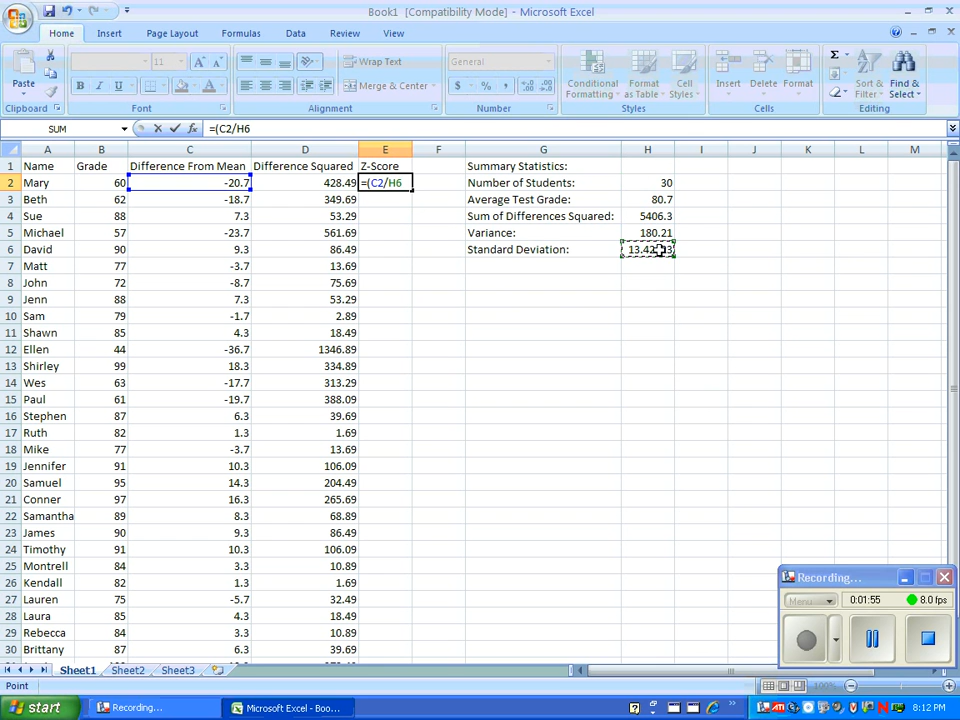 Book1 [Compatibility Mode] - Microsoft Excel
Home Insert Page Layout Formulas Data Review View
Paste
Clipboard
11
B I U
Font
Wrap Text
Merge & Center
Alignment
General
$ % ,
Number
Conditional Formatting
Format as Table
Cell Styles
Styles
Insert Delete Format
Cells
Σ
Sort & Filter
Find & Select
Editing
SUM fx =(C2/H6
A B C D E F G H I J K L M
1 Name Grade Difference From Mean Difference Squared Z-Score Summary Statistics:
2 Mary 60 -20.7 428.49 =(C2/H6 Number of Students: 30
3 Beth 62 -18.7 349.69 Average Test Grade: 80.7
4 Sue 88 7.3 53.29 Sum of Differences Squared: 5406.3
5 Michael 57 -23.7 561.69 Variance: 180.21
6 David 90 9.3 86.49 Standard Deviation:
7 Matt 77 -3.7 13.69
8 John 72 -8.7 75.69
9 Jenn 88 7.3 53.29
10 Sam 79 -1.7 2.89
11 Shawn 85 4.3 18.49
12 Ellen 44 -36.7 1346.89
13 Shirley 99 18.3 334.89
14 Wes 63 -17.7 313.29
15 Paul 61 -19.7 388.09
16 Stephen 87 6.3 39.69
17 Ruth 82 1.3 1.69
18 Mike 77 -3.7 13.69
19 Jennifer 91 10.3 106.09
20 Samuel 95 14.3 204.49
21 Conner 97 16.3 265.69
22 Samantha 89 8.3 68.89
23 James 90 9.3 86.49
24 Timothy 91 10.3 106.09
25 Montrell 84 3.3 10.89
26 Kendall 82 1.3 1.69
27 Lauren 75 -5.7 32.49
28 Laura 85 4.3 18.49
29 Rebecca 84 3.3 10.89
30 Brittany 87 6.3 39.69
Recording...
Menu 0:01:55 8.0 fps
Sheet1 Sheet2 Sheet3
Point 100%
start Recording... Microsoft Excel - Boo... 8:12 PM